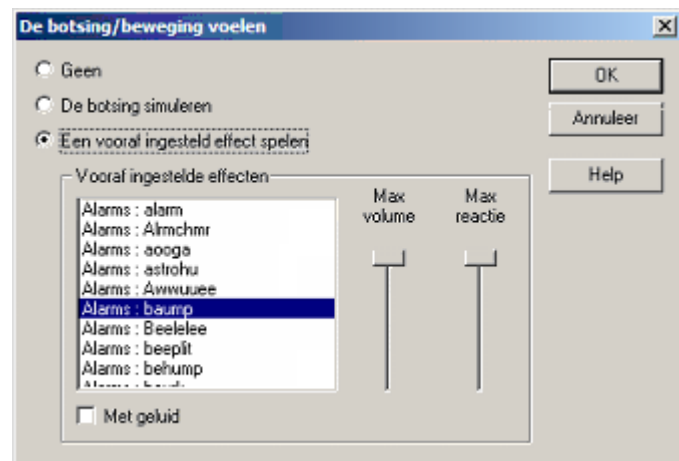 De botsing/beweging voelen
Geen
De botsing simuleren
Een vooraf ingesteld effect spelen
OK
Annuleer
Help
Vooraf ingestelde effecten
Max volume
Max reactie
Alarms : alarm
Alarms : Alrmchmr
Alarms : aooga
Alarms : astrohu
Alarms : Awwuuee
Alarms : baump
Alarms : Beelelee
Alarms : beeplit
Alarms : behump
Met geluid